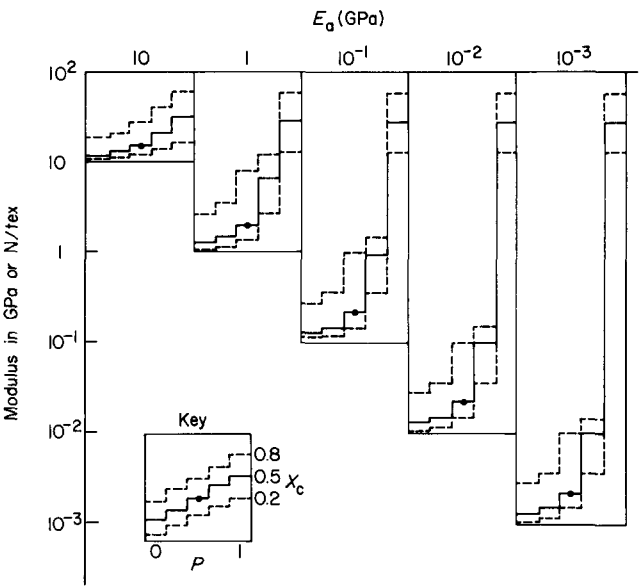 Eₐ (GPa)
10 1 10⁻¹ 10⁻² 10⁻³
10²
10
1
10⁻¹
10⁻²
10⁻³
Modulus in GPa or N/tex
Key
0.8
0.5 X꜀
0.2
0 1
P